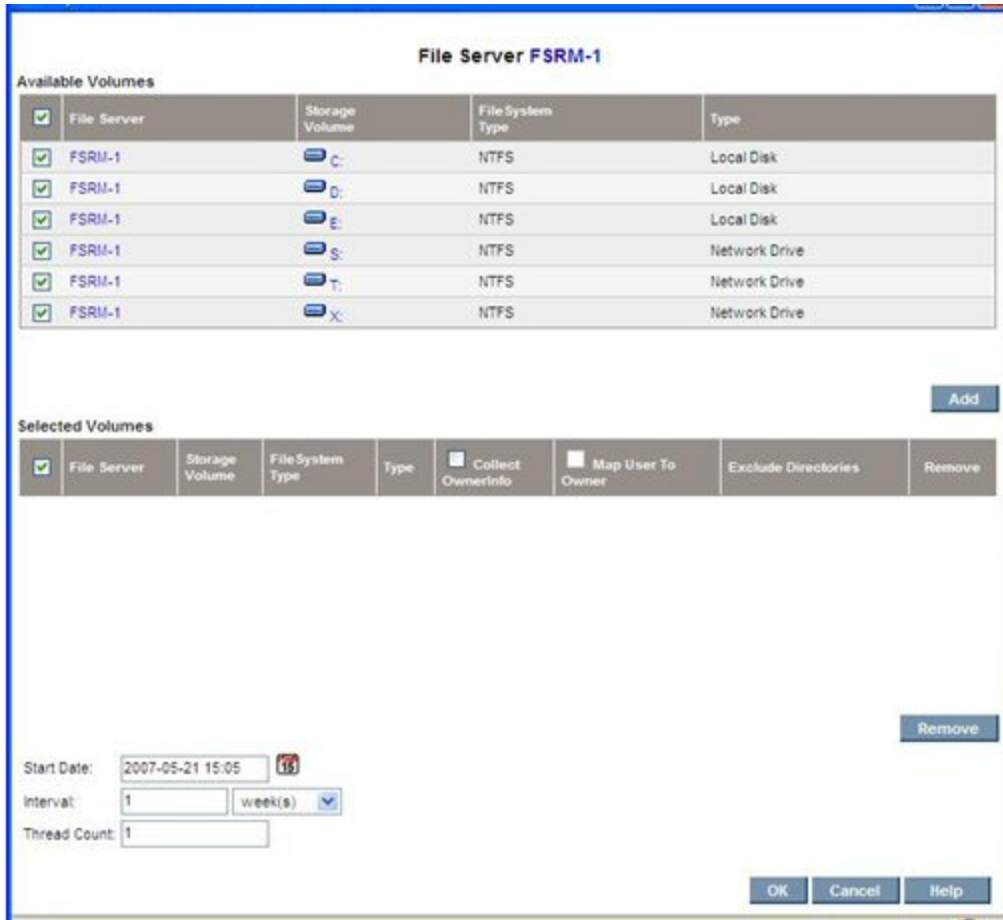 File Server FSRM-1
Available Volumes
File Server Storage Volume FileSystem Type Type
FSRM-1 C: NTFS Local Disk
FSRM-1 D: NTFS Local Disk
FSRM-1 E: NTFS Local Disk
FSRM-1 S: NTFS Network Drive
FSRM-1 T: NTFS Network Drive
FSRM-1 X: NTFS Network Drive
Add
Selected Volumes
File Server Storage Volume FileSystem Type Type Collect OwnerInfo Map User To Owner Exclude Directories Remove
Remove
Start Date: 2007-05-21 15:05 15
Interval: 1 week(s)
Thread Count: 1
OK Cancel Help